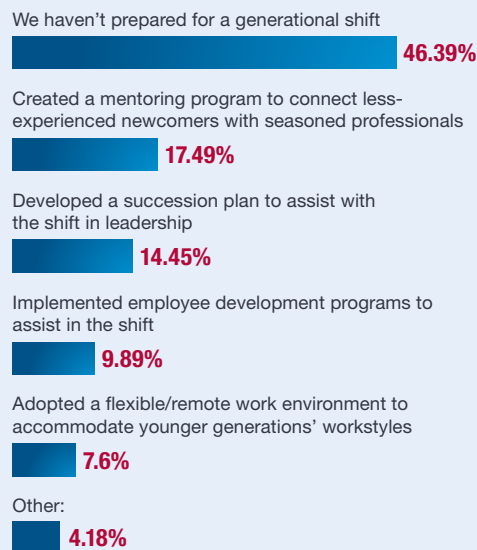 We haven’t prepared for a generational shift
46.39%
Created a mentoring program to connect less-
experienced newcomers with seasoned professionals
17.49%
Developed a succession plan to assist with
the shift in leadership
14.45%
Implemented employee development programs to
assist in the shift
9.89%
Adopted a flexible/remote work environment to
accommodate younger generations’ workstyles
7.6%
Other:
4.18%